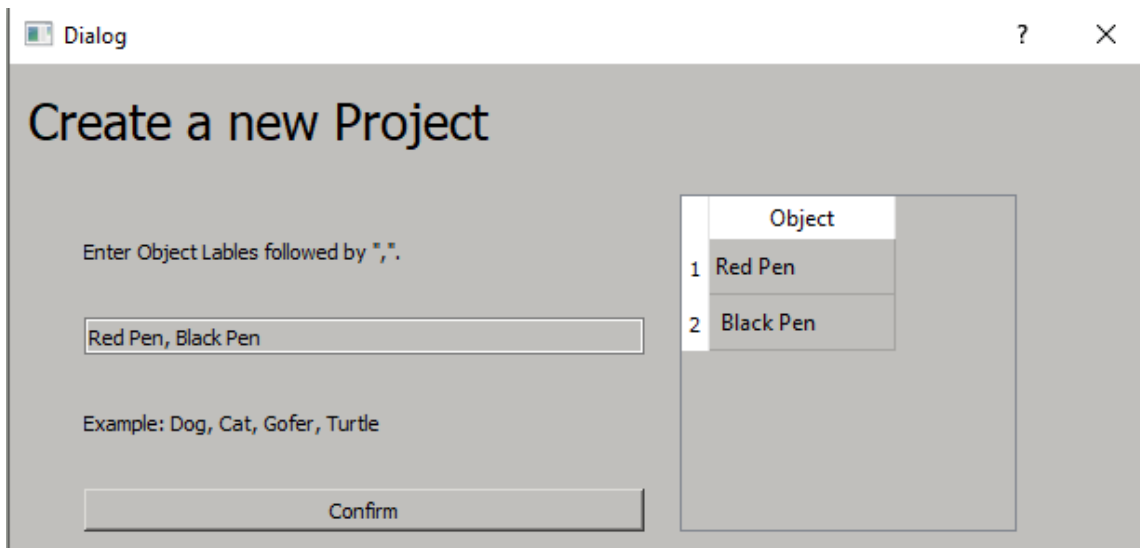 Dialog
?
Create a new Project
Enter Object Lables followed by ",".
Red Pen, Black Pen
Example: Dog, Cat, Gofer, Turtle
Confirm
Object
1 Red Pen
2 Black Pen